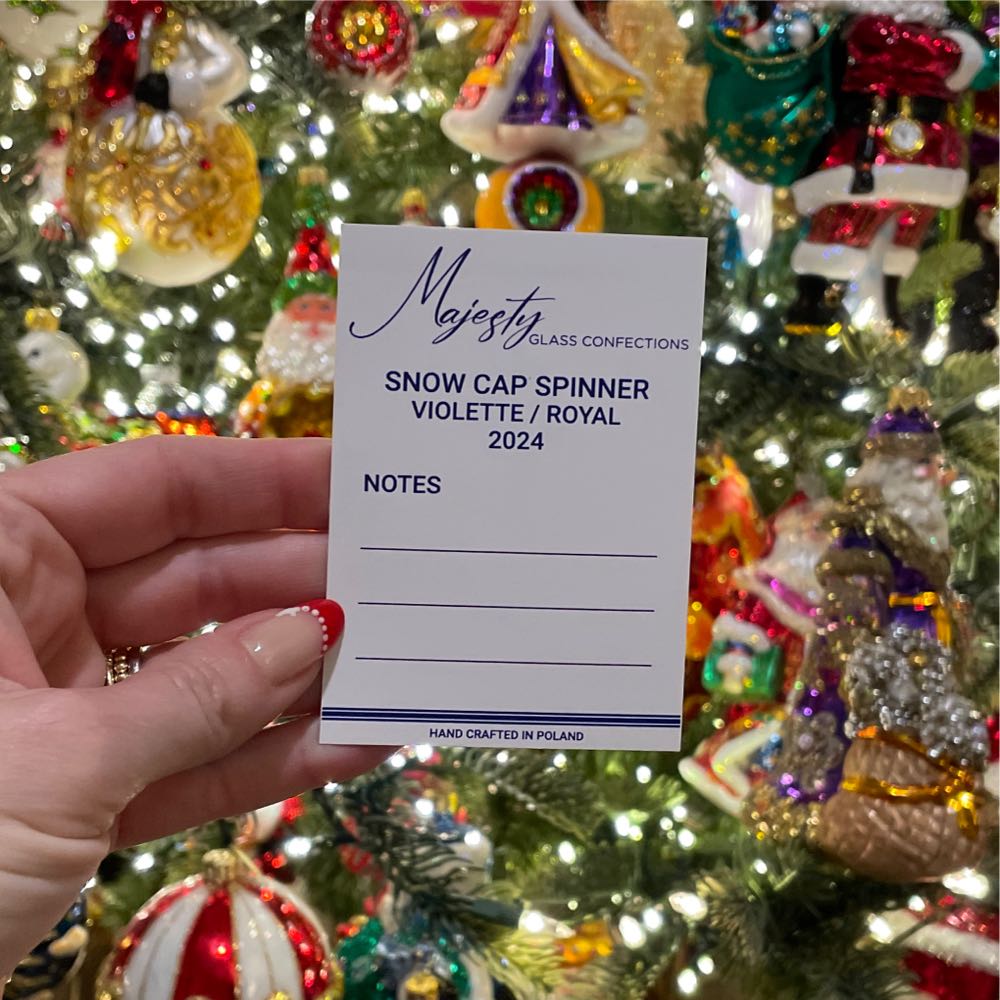 Majesty
GLASS CONFECTIONS
SNOW CAP SPINNER
VIOLETTE / ROYAL
2024
NOTES
HAND CRAFTED IN POLAND